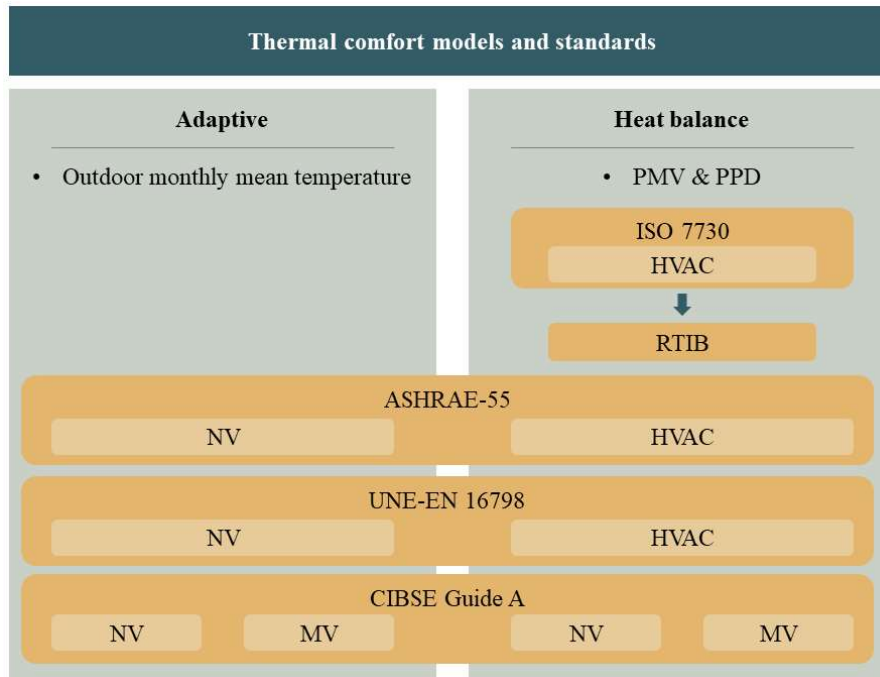 Thermal comfort models and standards
Adaptive
• Outdoor monthly mean temperature
Heat balance
• PMV & PPD
ISO 7730
HVAC
RTIB
ASHRAE-55
NV
HVAC
UNE-EN 16798
NV
HVAC
CIBSE Guide A
NV
MV
NV
MV